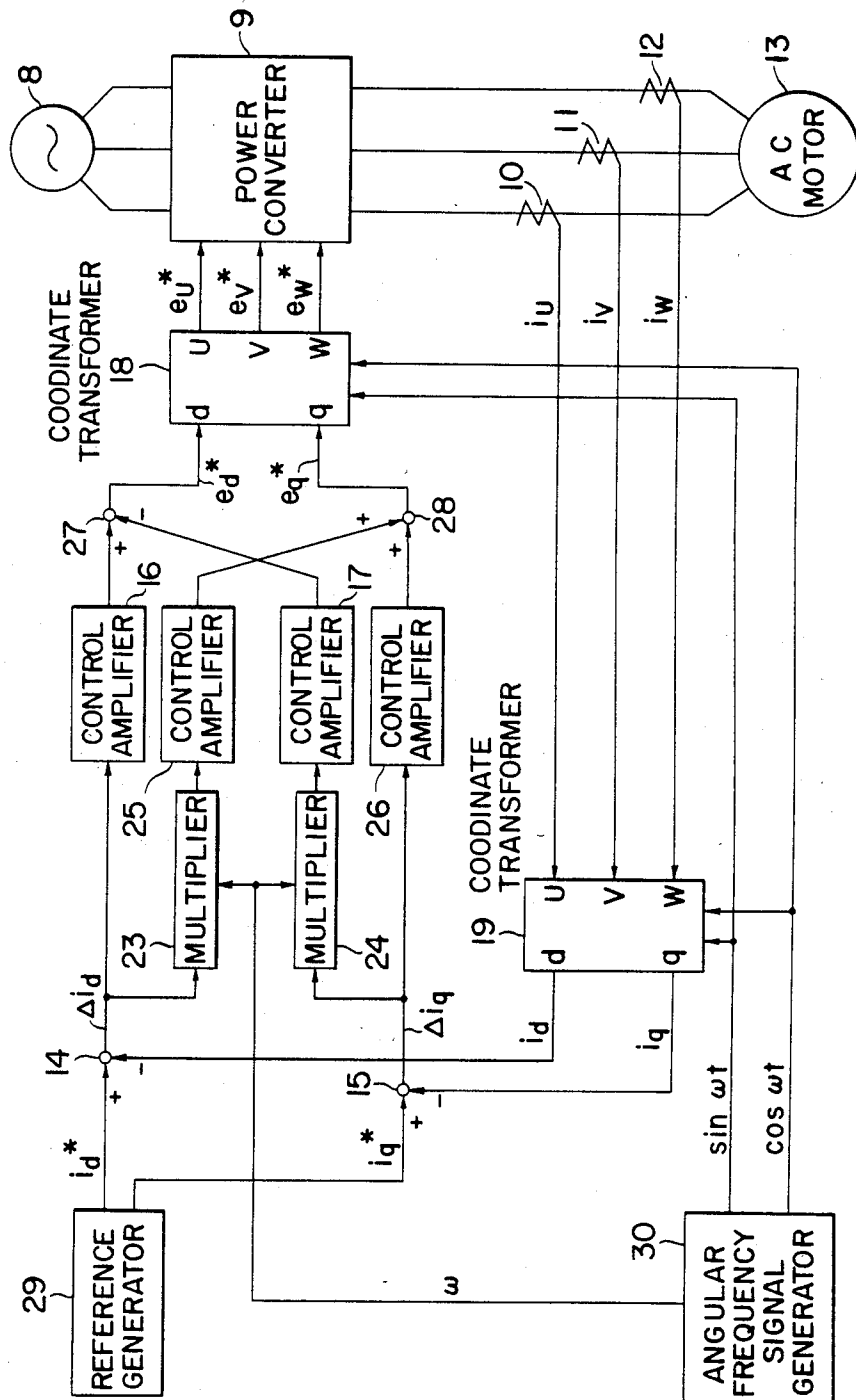 8
9
POWER
CONVERTER
12
13
11
10
A C
MOTOR
COODINATE
TRANSFORMER
18
d
q
U
V
W
eU*
eV*
eW*
ed*
eq*
iU
iV
iW
27
+
-
28
+
+
16
CONTROL
AMPLIFIER
25
CONTROL
AMPLIFIER
17
CONTROL
AMPLIFIER
26
CONTROL
AMPLIFIER
23
MULTIPLIER
24
MULTIPLIER
COODINATE
TRANSFORMER
19
U
V
W
d
q
Δid
Δiq
id
iq
14
+
-
15
+
-
id*
iq*
sin ωt
cos ωt
ω
29
REFERENCE
GENERATOR
30
ANGULAR
FREQUENCY
SIGNAL
GENERATOR